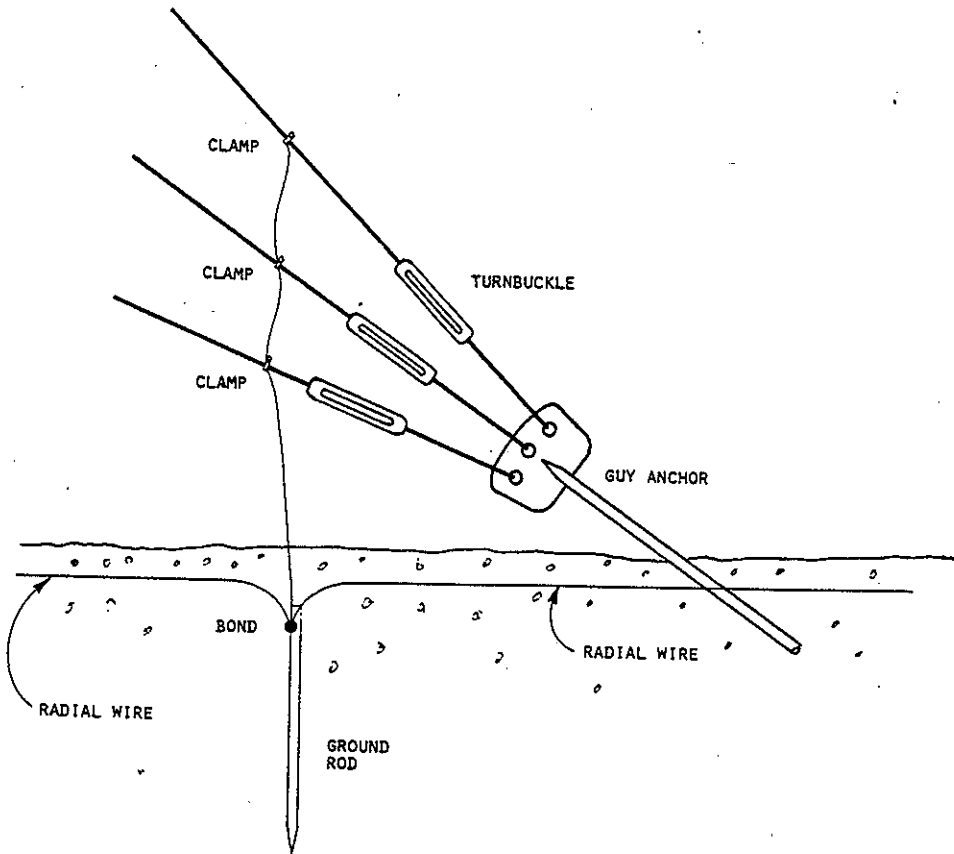 CLAMP
CLAMP
TURNBUCKLE
CLAMP
GUY ANCHOR
BOND
RADIAL WIRE
RADIAL WIRE
GROUND
ROD